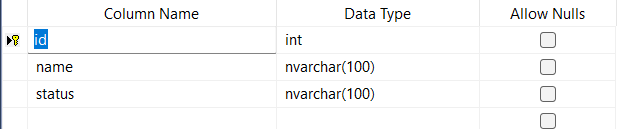 Column Name Data Type Allow Nulls
id int
name nvarchar(100)
status nvarchar(100)